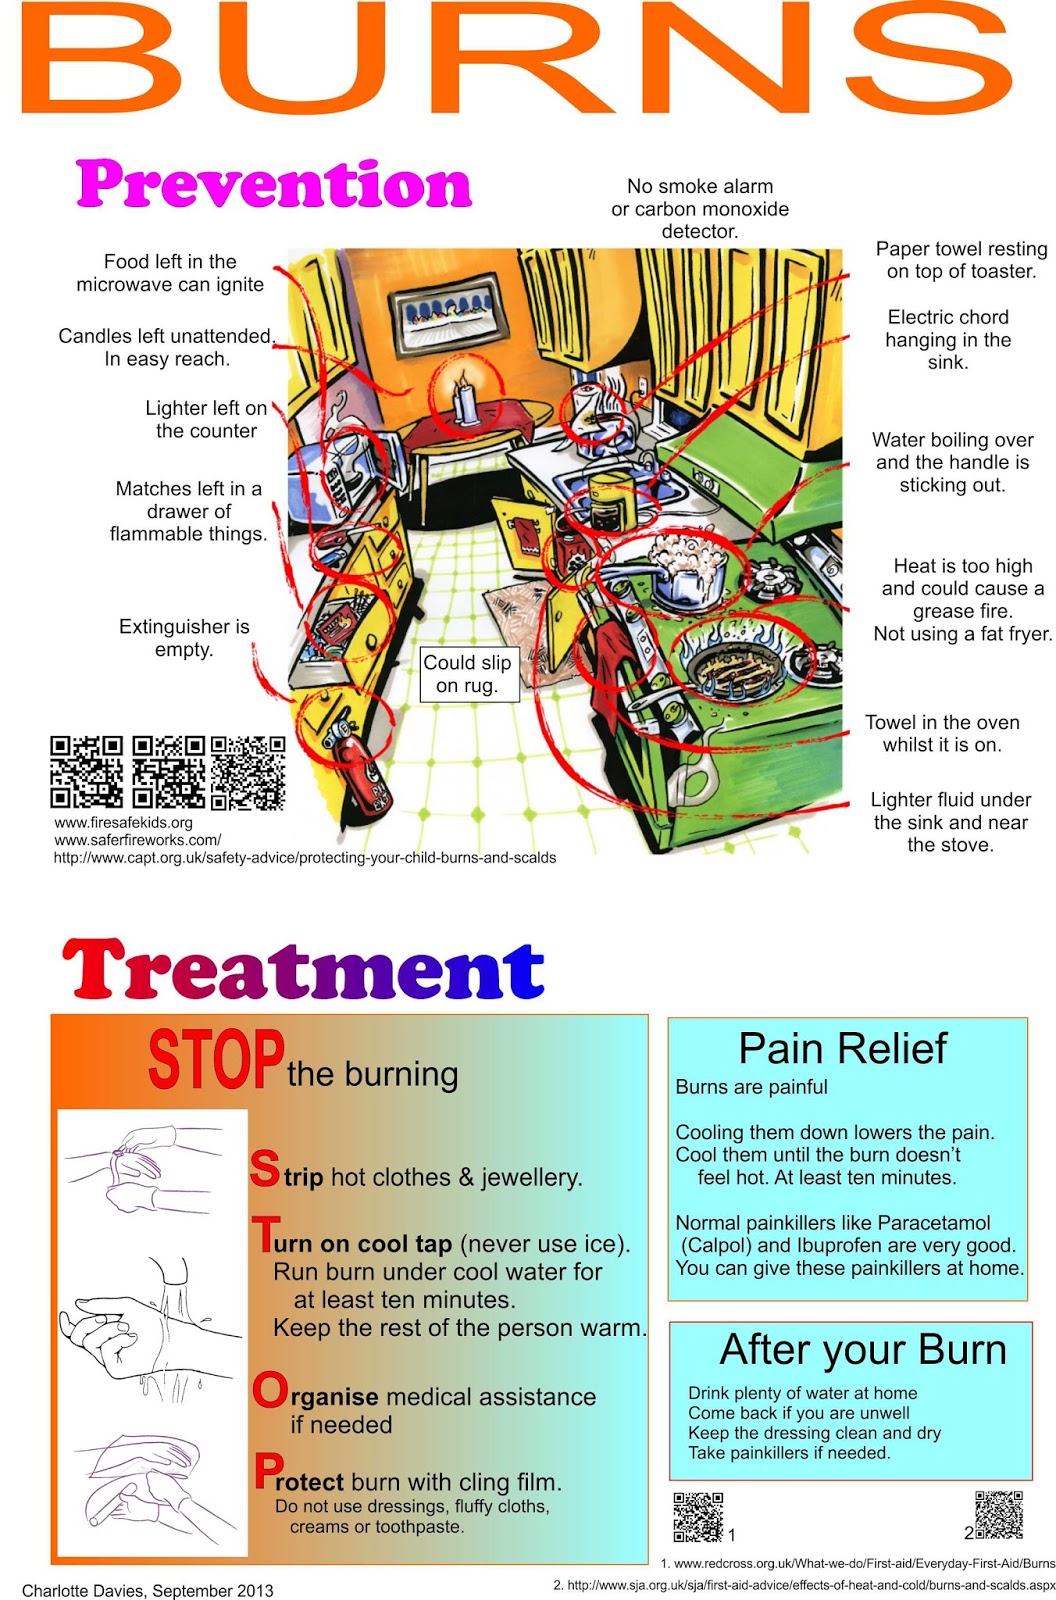 BURNS
Prevention
No smoke alarm
or carbon monoxide
detector.
Food left in the
microwave can ignite
Candles left unattended.
In easy reach.
Lighter left on
the counter
Matches left in a
drawer of
flammable things.
Extinguisher is
empty.
Could slip
on rug.
Paper towel resting
on top of toaster.
Electric chord
hanging in the
sink.
Water boiling over
and the handle is
sticking out.
Heat is too high
and could cause a
grease fire.
Not using a fat fryer.
Towel in the oven
whilst it is on.
Lighter fluid under
the sink and near
the stove.
www.firesafekids.org
www.saferfireworks.com/
http://www.capt.org.uk/safety-advice/protecting-your-child-burns-and-scalds
Treatment
STOP the burning
Strip hot clothes & jewellery.
Turn on cool tap (never use ice).
Run burn under cool water for
at least ten minutes.
Keep the rest of the person warm.
Organise medical assistance
if needed
Protect burn with cling film.
Do not use dressings, fluffy cloths,
creams or toothpaste.
Pain Relief
Burns are painful
Cooling them down lowers the pain.
Cool them until the burn doesn't
feel hot. At least ten minutes.
Normal painkillers like Paracetamol
(Calpol) and Ibuprofen are very good.
You can give these painkillers at home.
After your Burn
Drink plenty of water at home
Come back if you are unwell
Keep the dressing clean and dry
Take painkillers if needed.
1
2
1. www.redcross.org.uk/What-we-do/First-aid/Everyday-First-Aid/Burns
2. http://www.sja.org.uk/sja/first-aid-advice/effects-of-heat-and-cold/burns-and-scalds.aspx
Charlotte Davies, September 2013